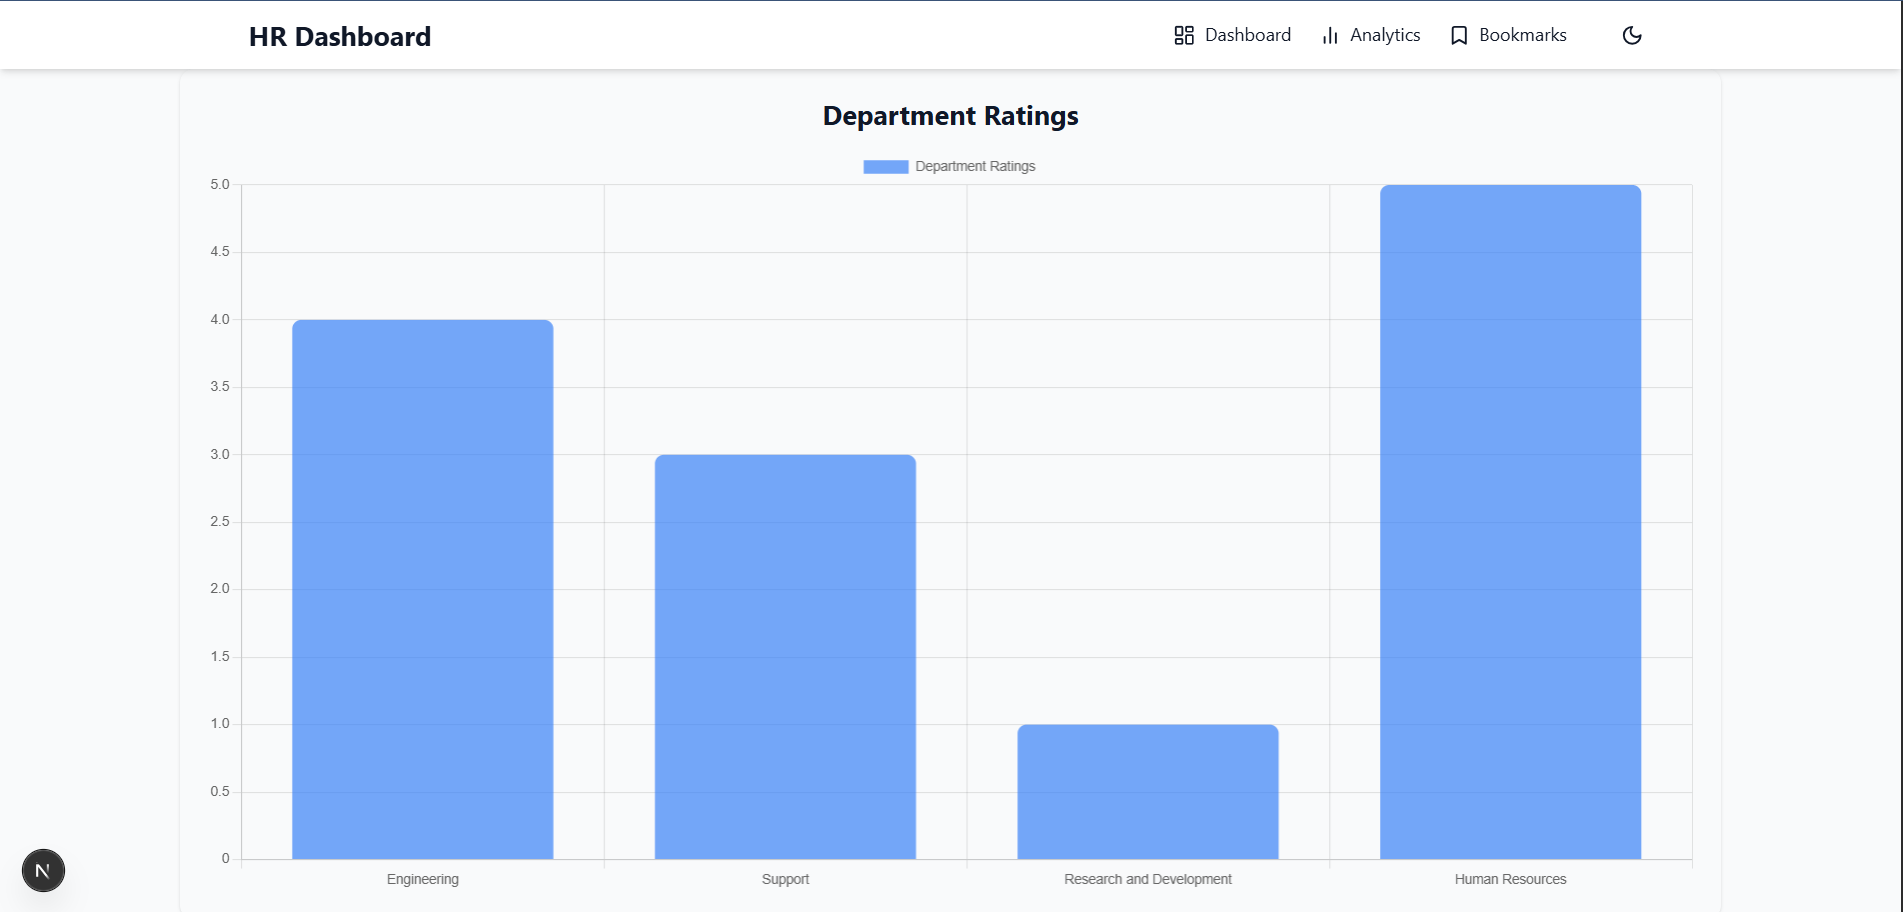 HR Dashboard
Dashboard
Analytics
Bookmarks
Department Ratings
Department Ratings
5.0
4.5
4.0
3.5
3.0
2.5
2.0
1.5
1.0
0.5
0
Engineering
Support
Research and Development
Human Resources
N